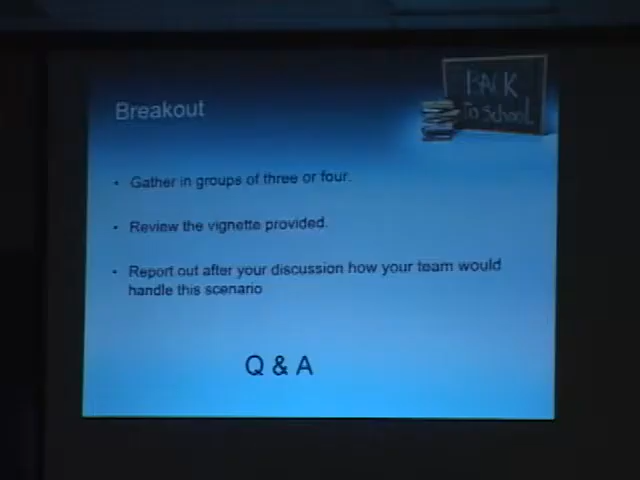 BACK
To School
Breakout
• Gather in groups of three or four.
• Review the vignette provided.
• Report out after your discussion how your team would
handle this scenario
Q & A